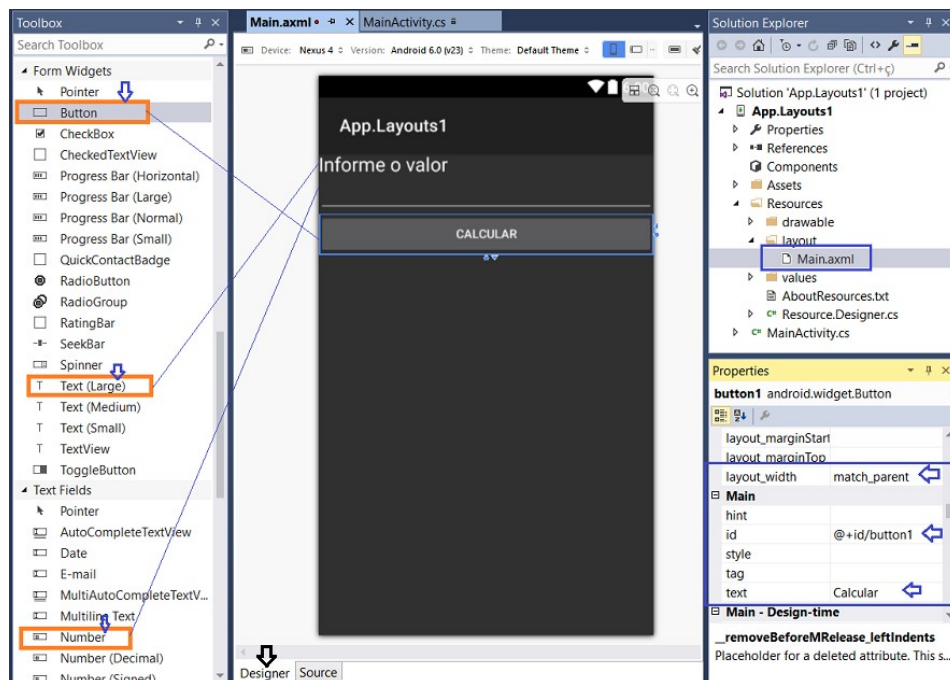 Toolbox
Search Toolbox
Form Widgets
Pointer
Button
CheckBox
CheckedTextView
Progress Bar (Horizontal)
Progress Bar (Large)
Progress Bar (Normal)
Progress Bar (Small)
QuickContactBadge
RadioButton
RadioGroup
RatingBar
SeekBar
Spinner
Text (Large)
Text (Medium)
Text (Small)
TextView
ToggleButton
Text Fields
Pointer
AutoCompleteTextView
Date
E-mail
MultiAutoCompleteTextV...
Multiline Text
Number
Number (Decimal)
Number (Signed)
Main.axml
MainActivity.cs
Device: Nexus 4 Version: Android 6.0 (v23) Theme: Default Theme
App.Layouts1
Informe o valor
CALCULAR
Designer Source
Solution Explorer
Search Solution Explorer (Ctrl+ç)
Solution 'App.Layouts1' (1 project)
App.Layouts1
Properties
References
Components
Assets
Resources
drawable
layout
Main.axml
values
AboutResources.txt
Resource.Designer.cs
C# MainActivity.cs
Properties
button1 android.widget.Button
layout_marginStart
layout_marginTop
layout_width match_parent
Main
hint
id @+id/button1
style
tag
text Calcular
Main - Design-time
__removeBeforeMRelease_leftIndents
Placeholder for a deleted attribute. This s...